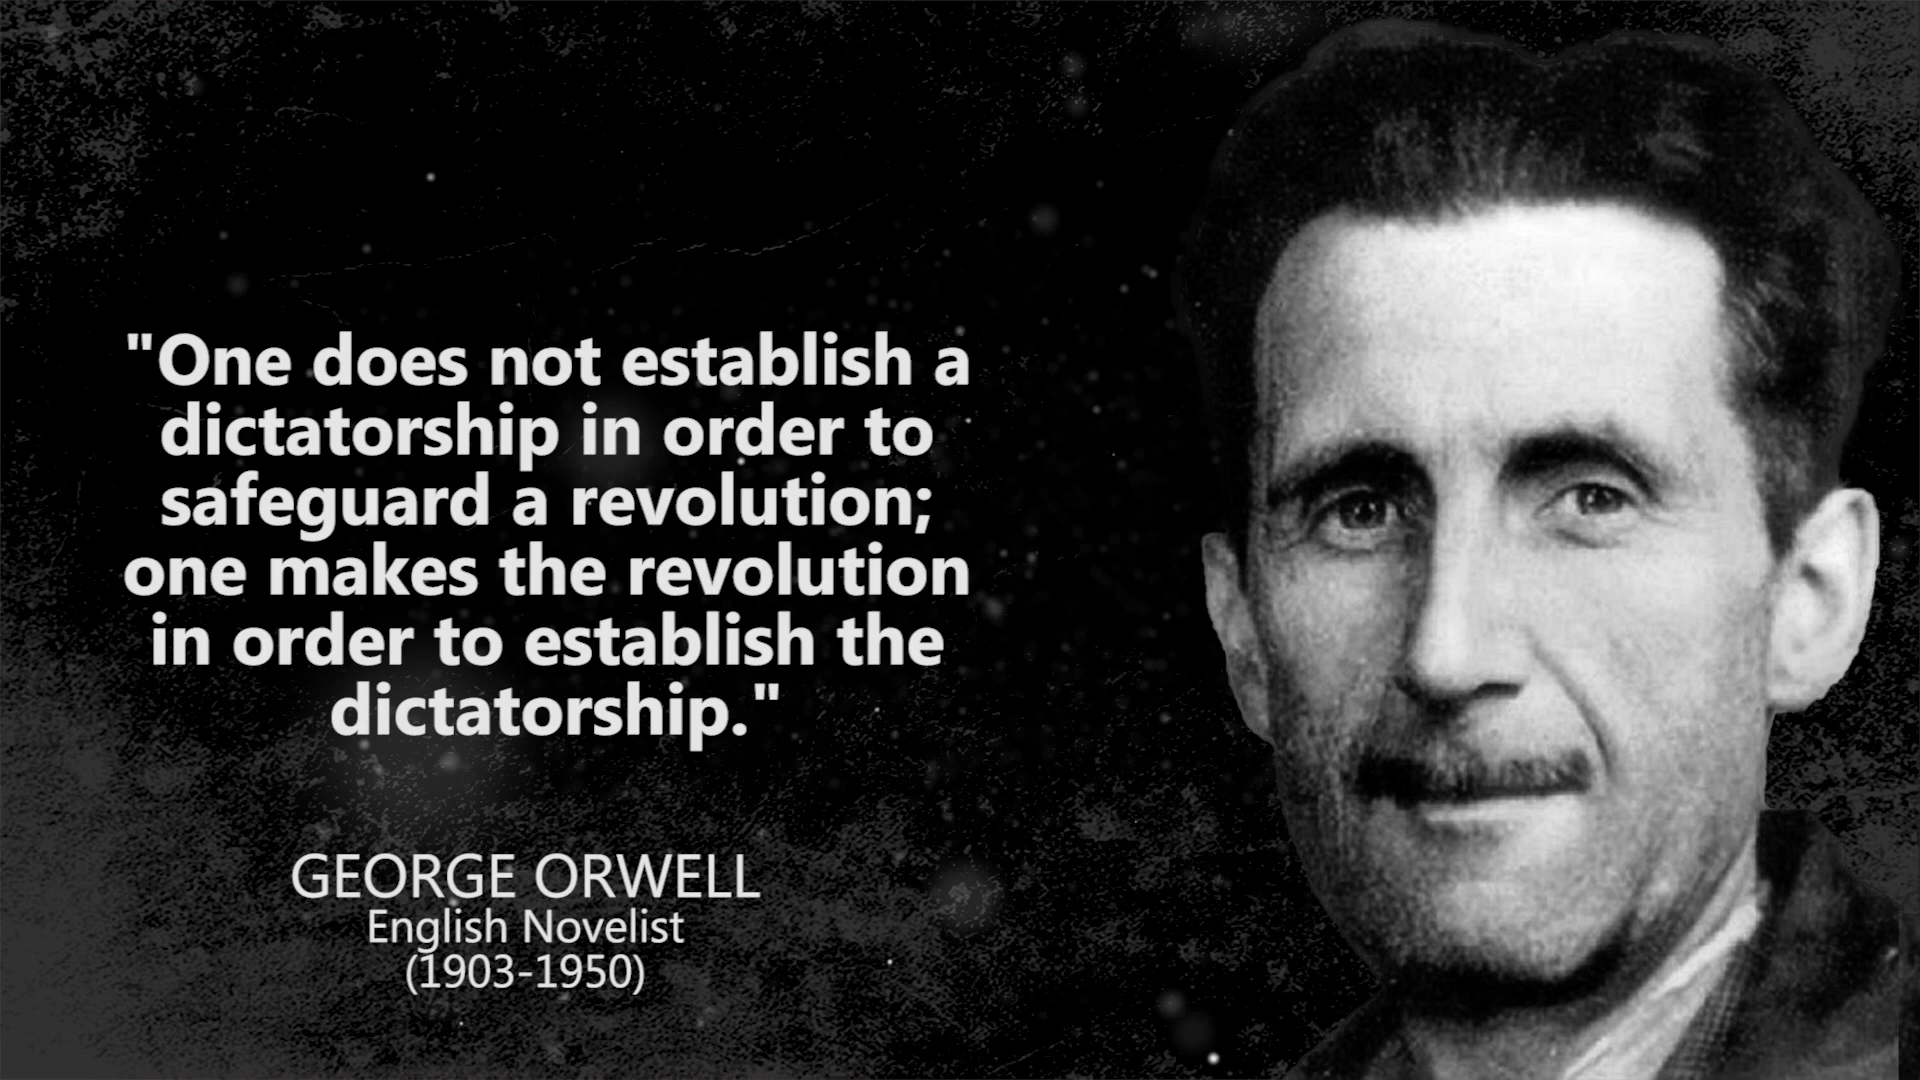 "One does not establish a
dictatorship in order to
safeguard a revolution;
one makes the revolution
in order to establish the
dictatorship."
GEORGE ORWELL
English Novelist
(1903-1950)